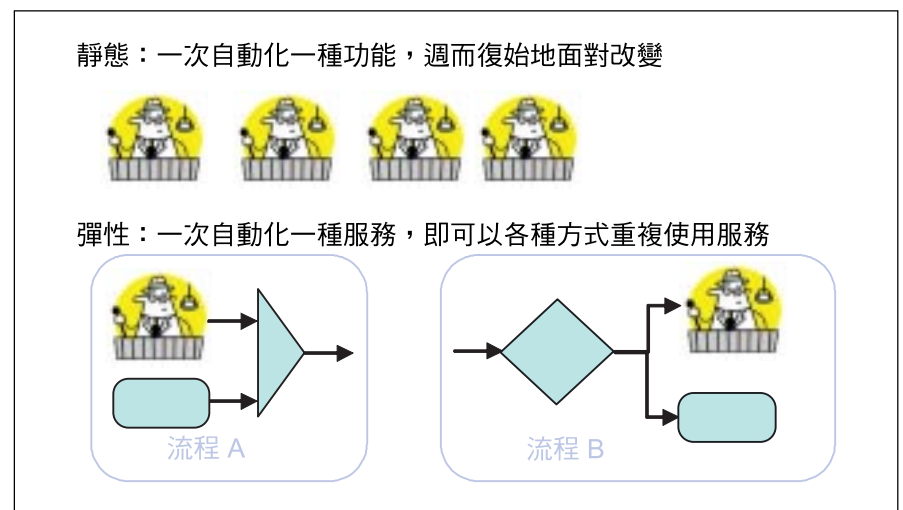 靜態：一次自動化一種功能，週而復始地面對改變
彈性：一次自動化一種服務，即可以各種方式重複使用服務
流程 A
流程 B